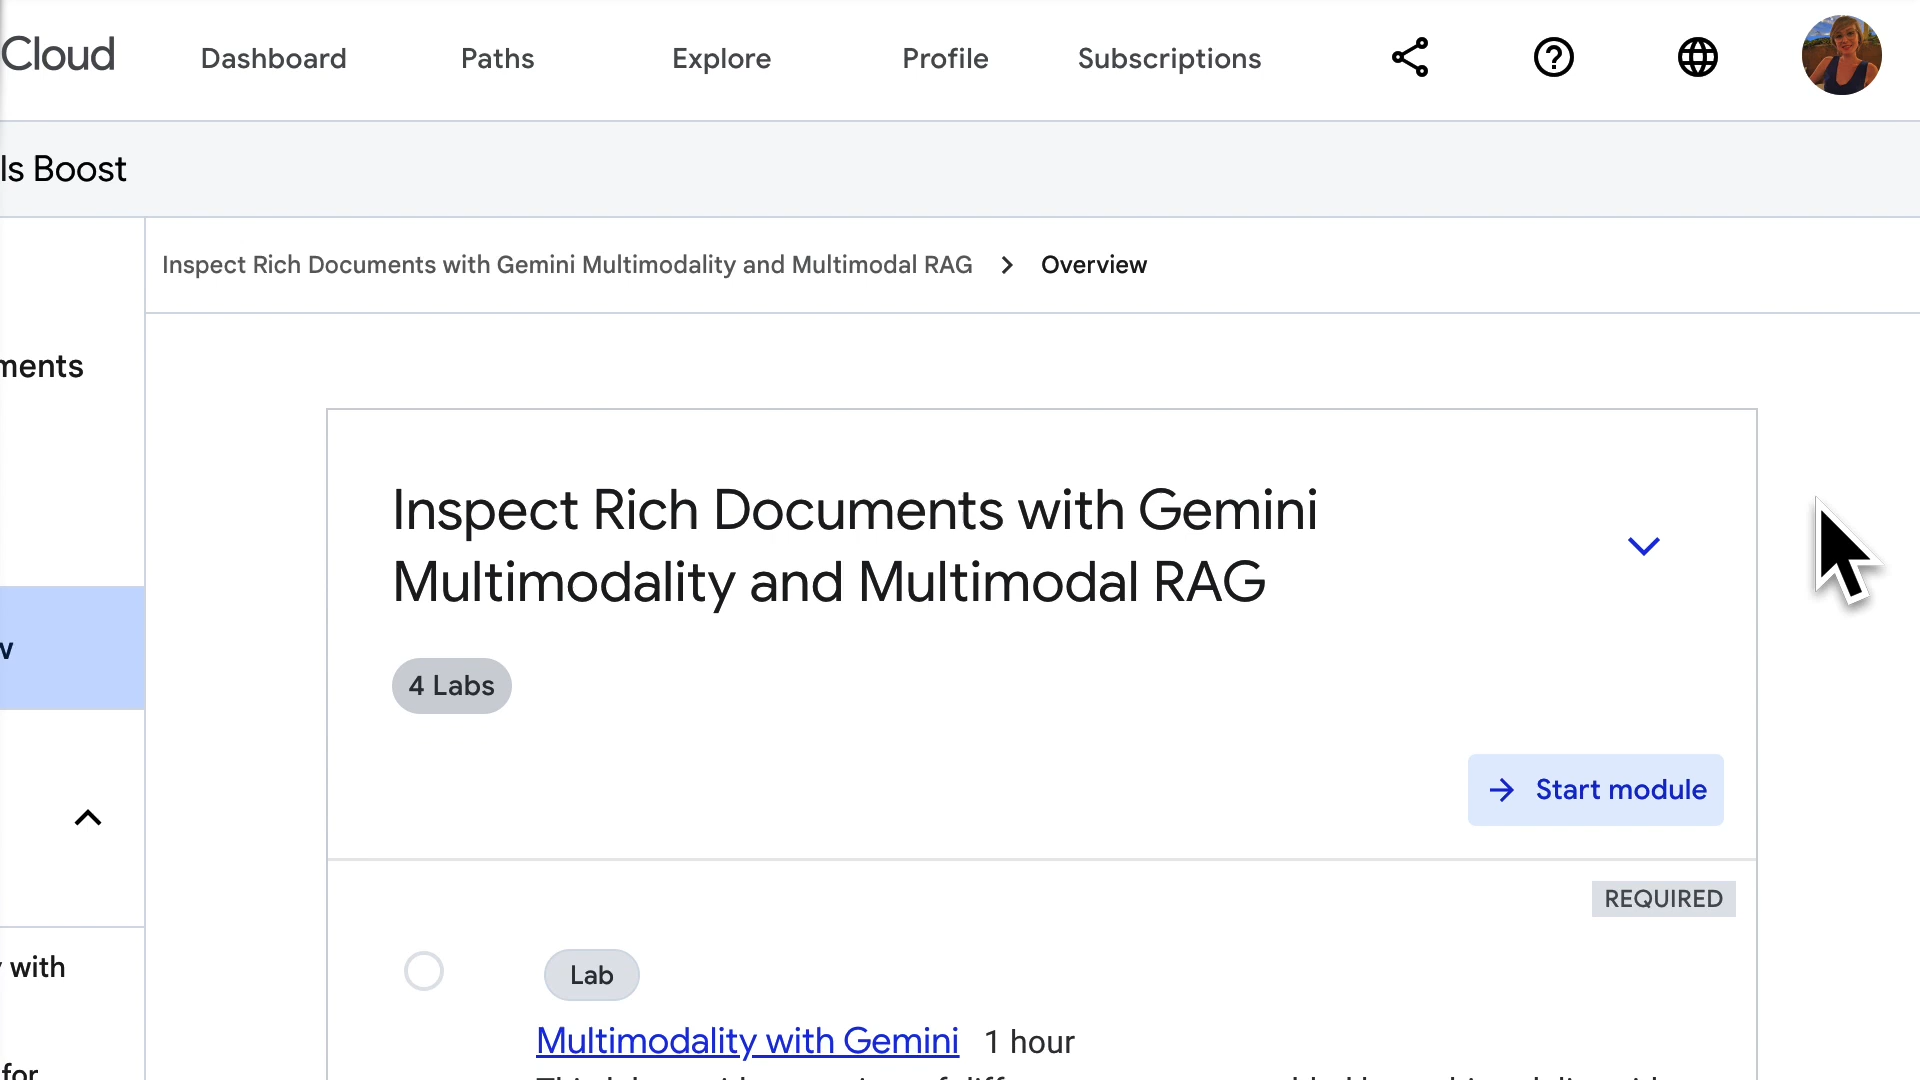 Cloud
Dashboard
Paths
Explore
Profile
Subscriptions
ls Boost
Inspect Rich Documents with Gemini Multimodality and Multimodal RAG > Overview
ments
Inspect Rich Documents with Gemini
Multimodality and Multimodal RAG
4 Labs
w
→ Start module
REQUIRED
with
Lab
Multimodality with Gemini 1 hour
for